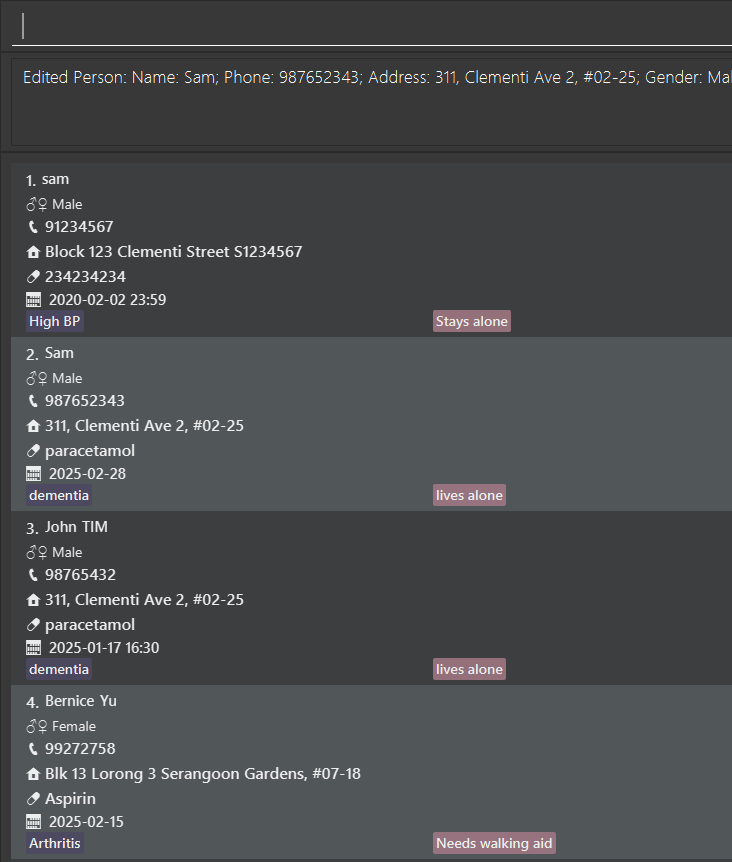 Edited Person: Name: Sam; Phone: 987652343; Address: 311, Clementi Ave 2, #02-25; Gender: Mal
1. sam
Male
91234567
Block 123 Clementi Street S1234567
234234234
2020-02-02 23:59
High BP Stays alone
2. Sam
Male
987652343
311, Clementi Ave 2, #02-25
paracetamol
2025-02-28
dementia lives alone
3. John TIM
Male
98765432
311, Clementi Ave 2, #02-25
paracetamol
2025-01-17 16:30
dementia lives alone
4. Bernice Yu
Female
99272758
Blk 13 Lorong 3 Serangoon Gardens, #07-18
Aspirin
2025-02-15
Arthritis Needs walking aid